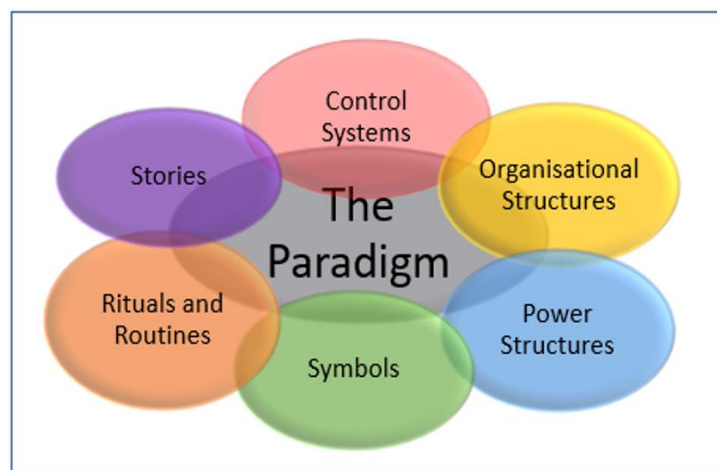 Control
Systems
Stories
Organisational
Structures
The
Paradigm
Rituals and
Routines
Power
Structures
Symbols